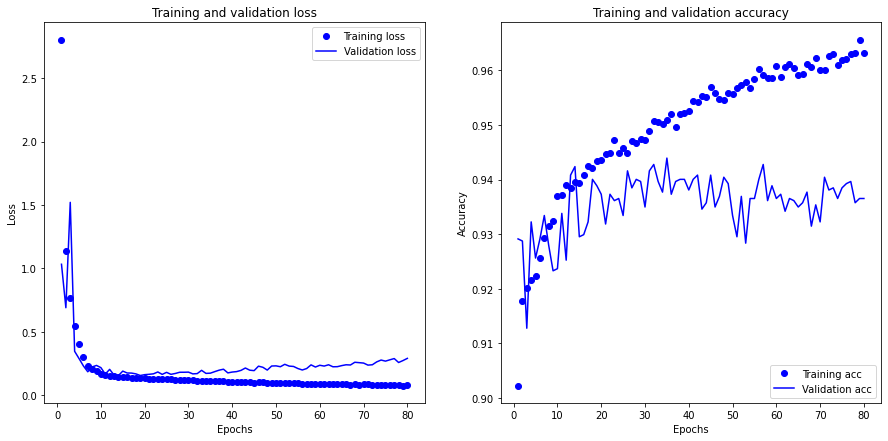 Training and validation loss
Training loss
Validation loss
Loss
2.5
2.0
1.5
1.0
0.5
0.0
0 10 20 30 40 50 60 70 80
Epochs
Training and validation accuracy
Accuracy
0.96
0.95
0.94
0.93
0.92
0.91
0.90
Training acc
Validation acc
0 10 20 30 40 50 60 70 80
Epochs